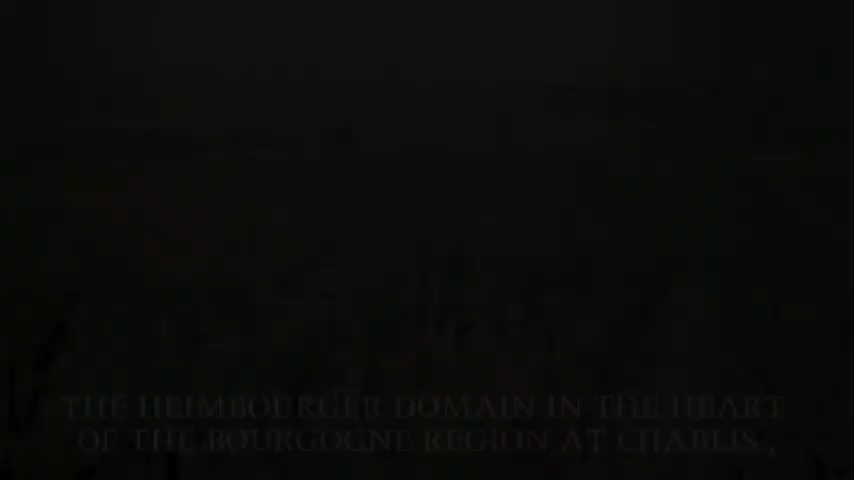 THE HEIMBOURGER DOMAIN IN THE HEART
OF THE BOURGOGNE REGION AT CHABLIS,